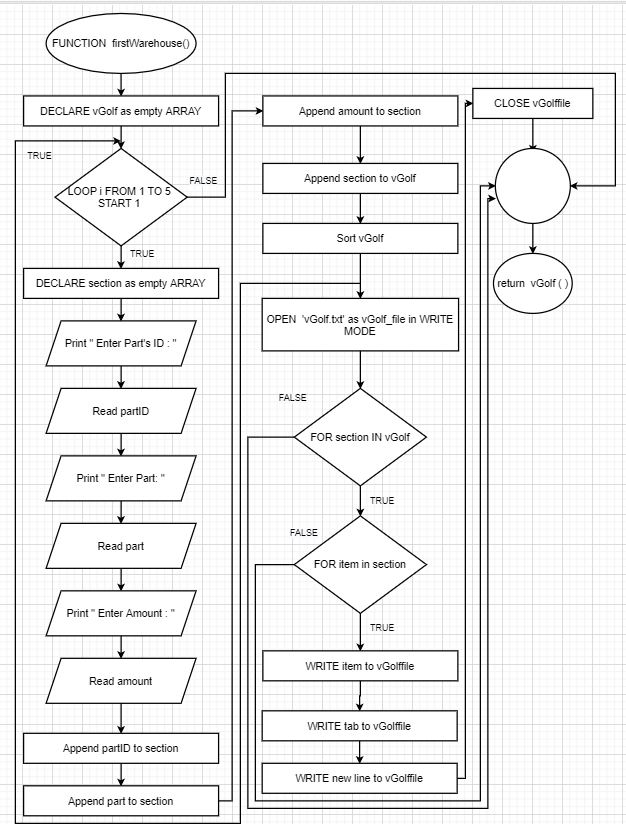 FUNCTION firstWarehouse()
DECLARE vGolf as empty ARRAY
TRUE
LOOP i FROM 1 TO 5
START 1
FALSE
TRUE
DECLARE section as empty ARRAY
Print " Enter Part's ID : "
Read partID
Print " Enter Part: "
Read part
Print " Enter Amount : "
Read amount
Append partID to section
Append part to section
Append amount to section
Append section to vGolf
Sort vGolf
OPEN 'vGolf.txt' as vGolf_file in WRITE
MODE
FALSE
FOR section IN vGolf
TRUE
FALSE
FOR item in section
TRUE
WRITE item to vGolffile
WRITE tab to vGolffile
WRITE new line to vGolffile
CLOSE vGolffile
return vGolf ( )